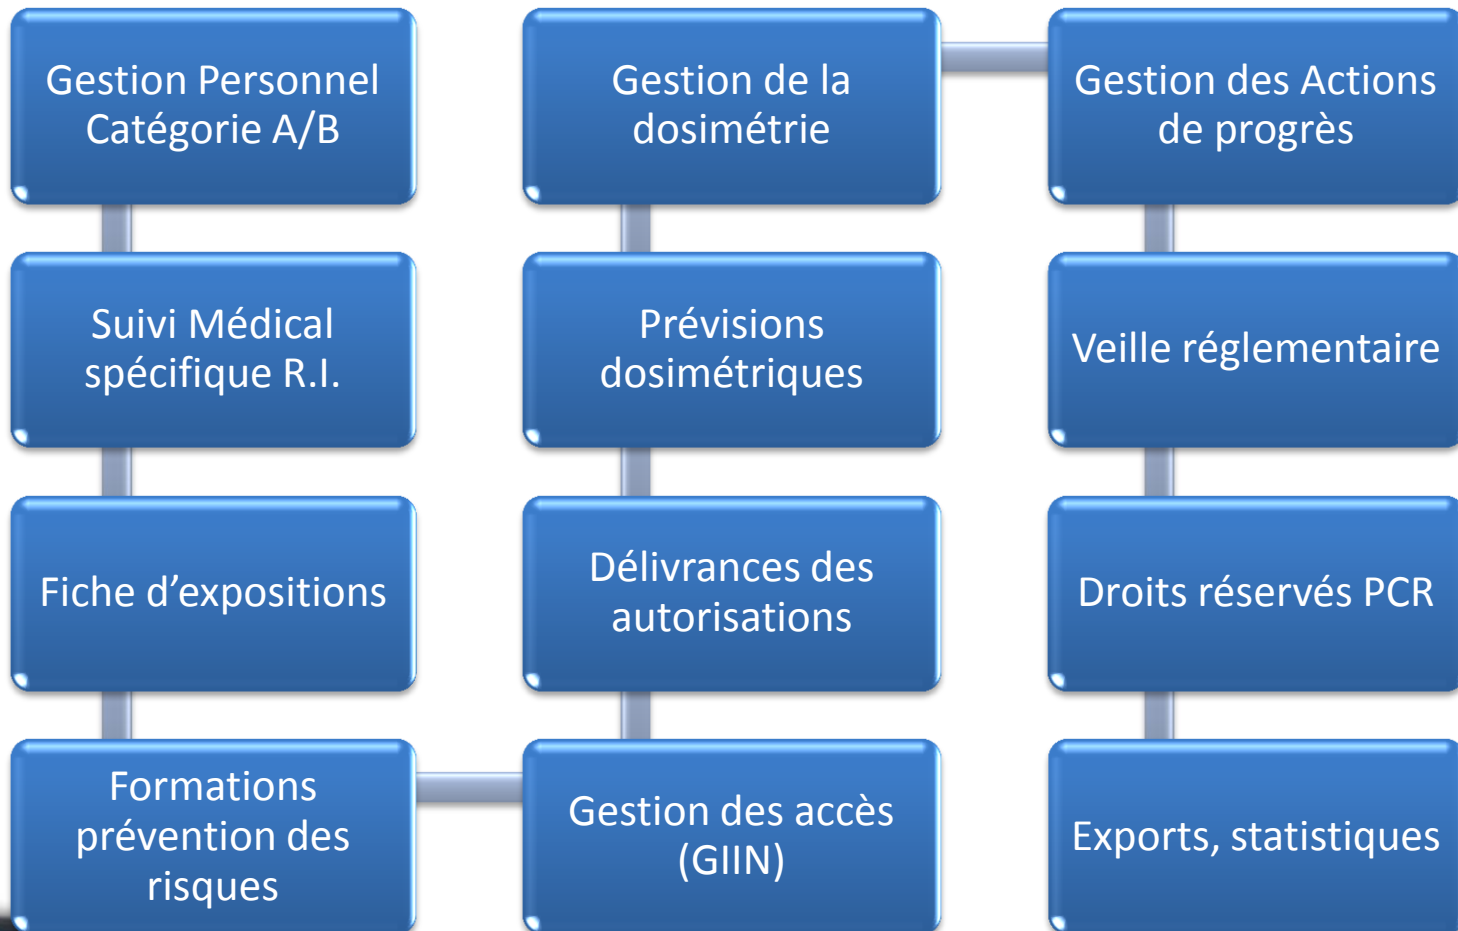 Gestion Personnel
Catégorie A/B
Suivi Médical
spécifique R.I.
Fiche d’expositions
Formations
prévention des
risques
Gestion des accès
(GIIN)
Délivrances des
autorisations
Prévisions
dosimétriques
Gestion de la
dosimétrie
Gestion des Actions
de progrès
Veille réglementaire
Droits réservés PCR
Exports, statistiques